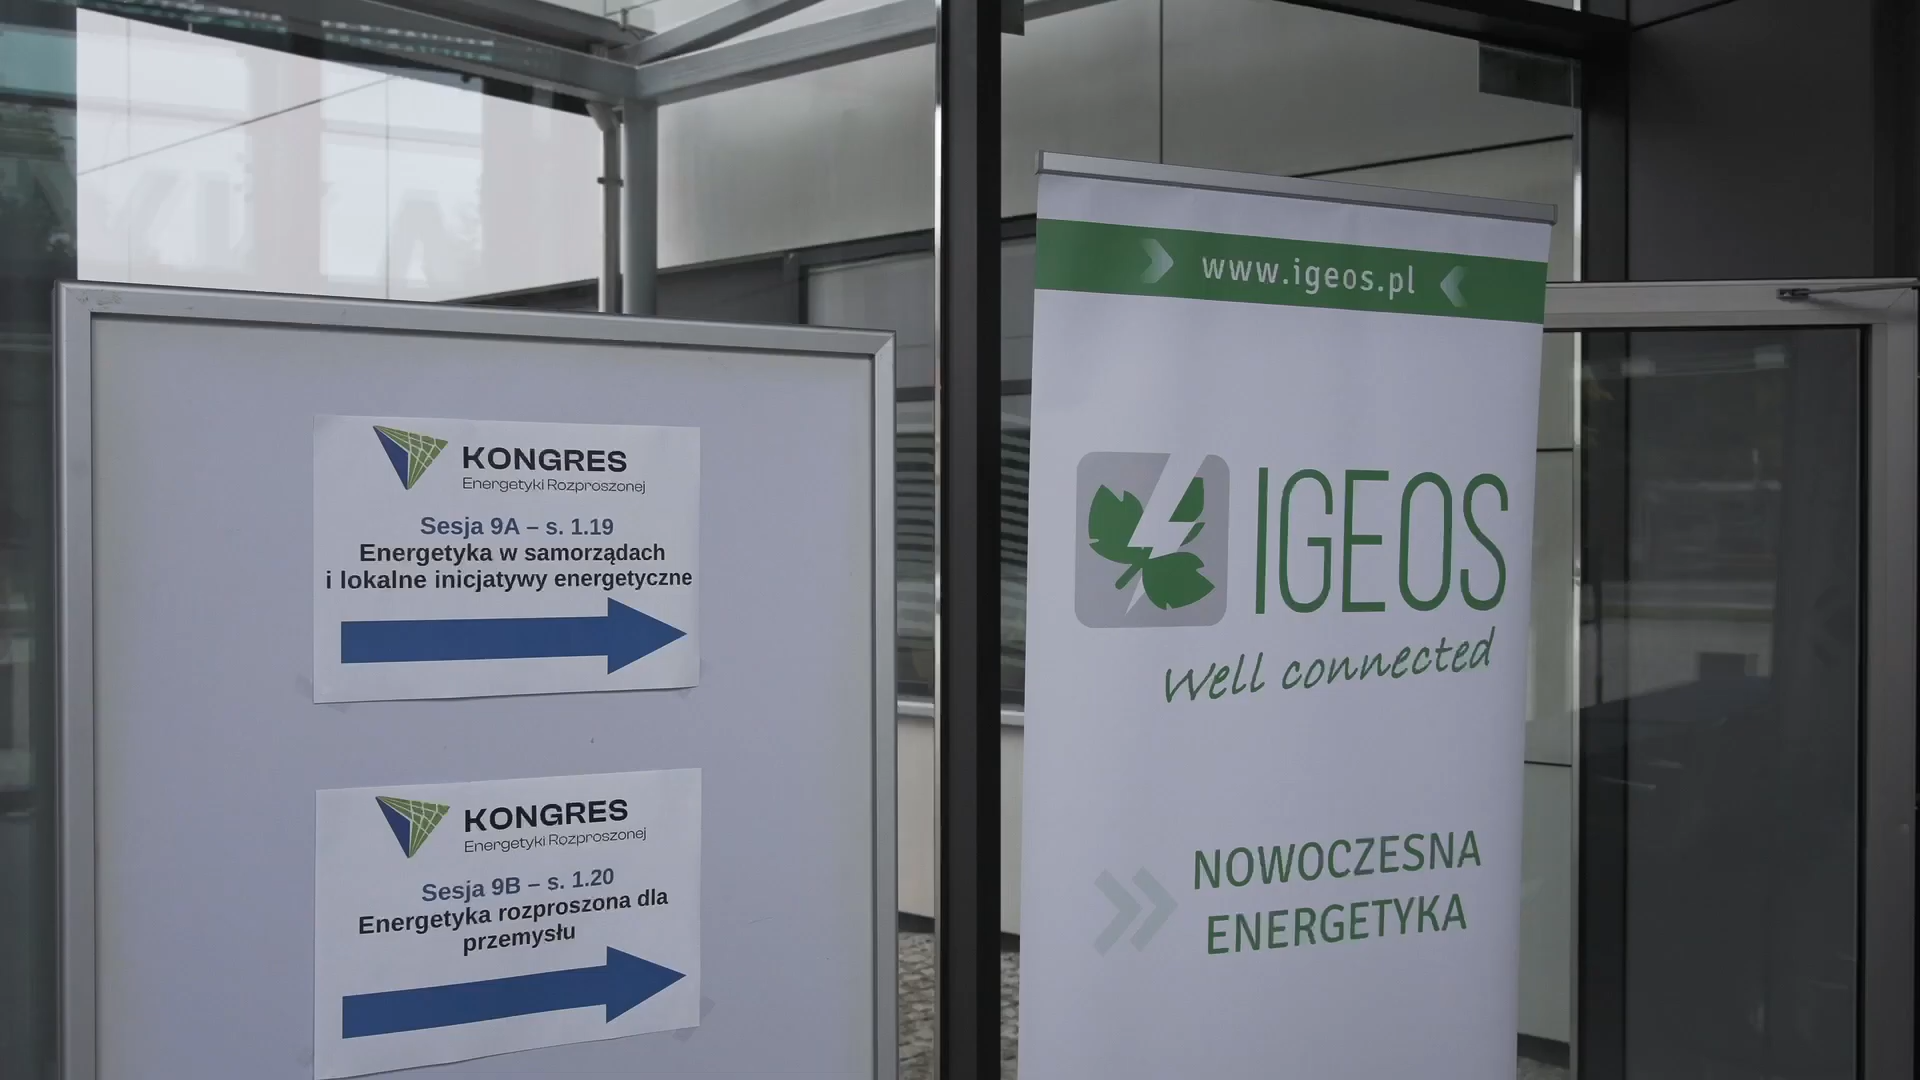 KONGRES
Energetyki Rozproszonej
Sesja 9A – s. 1.19
Energetyka w samorządach
i lokalne inicjatywy energetyczne
KONGRES
Energetyki Rozproszonej
Sesja 9B – s. 1.20
Energetyka rozproszona dla
przemysłu
www.igeos.pl
IGEOS
Well connected
NOWOCZESNA
ENERGETYKA